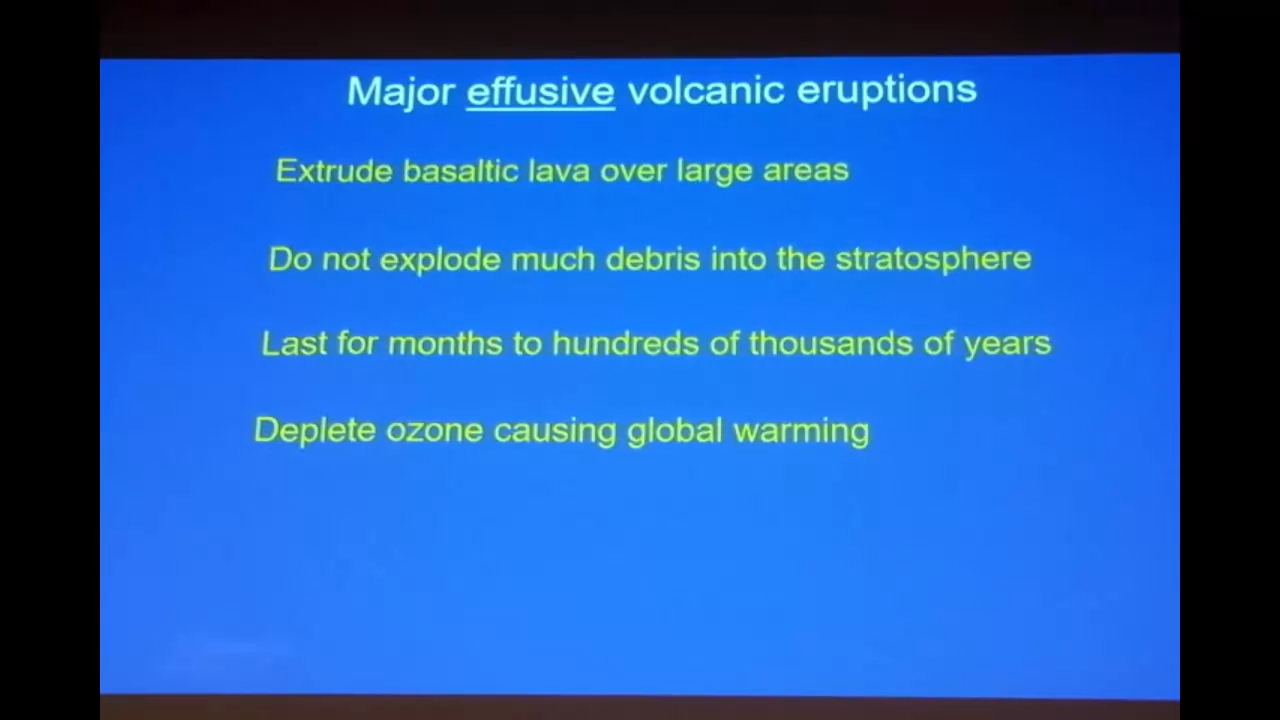 Major effusive volcanic eruptions
Extrude basaltic lava over large areas
Do not explode much debris into the stratosphere
Last for months to hundreds of thousands of years
Deplete ozone causing global warming